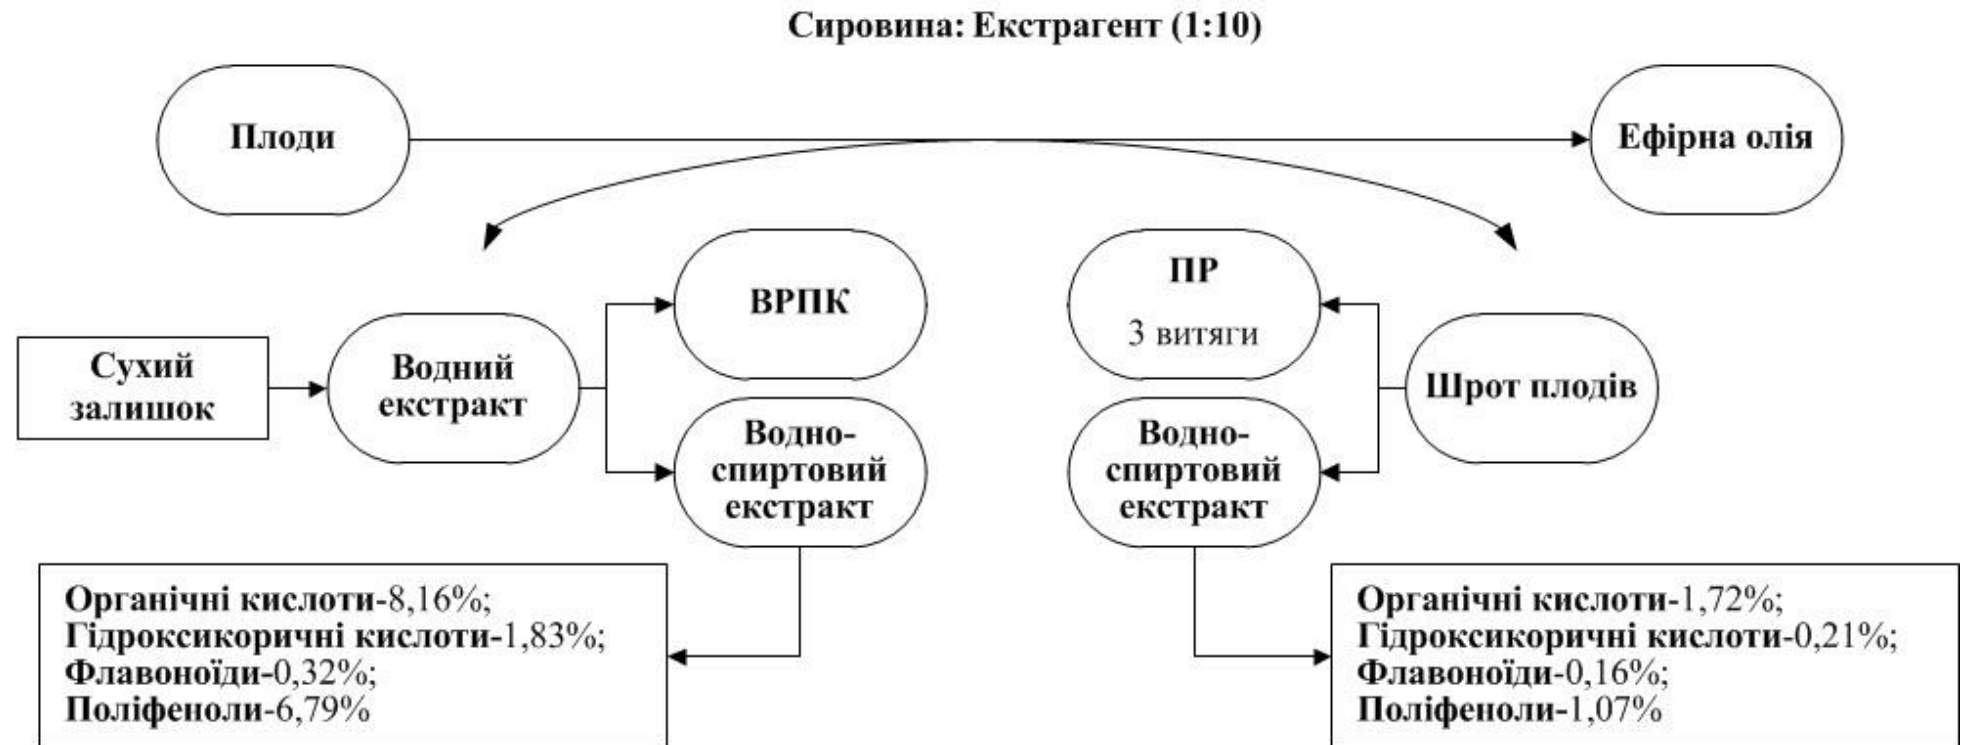 Сировина: Екстрагент (1:10)
Плоди
Ефірна олія
ВРПК
ПР
3 витяги
Сухий
залишок
Водний
екстракт
Шрот плодів
Водно-
спиртовий
екстракт
Водно-
спиртовий
екстракт
Органічні кислоти-8,16%;
Гідроксикоричні кислоти-1,83%;
Флавоноїди-0,32%;
Поліфеноли-6,79%
Органічні кислоти-1,72%;
Гідроксикоричні кислоти-0,21%;
Флавоноїди-0,16%;
Поліфеноли-1,07%